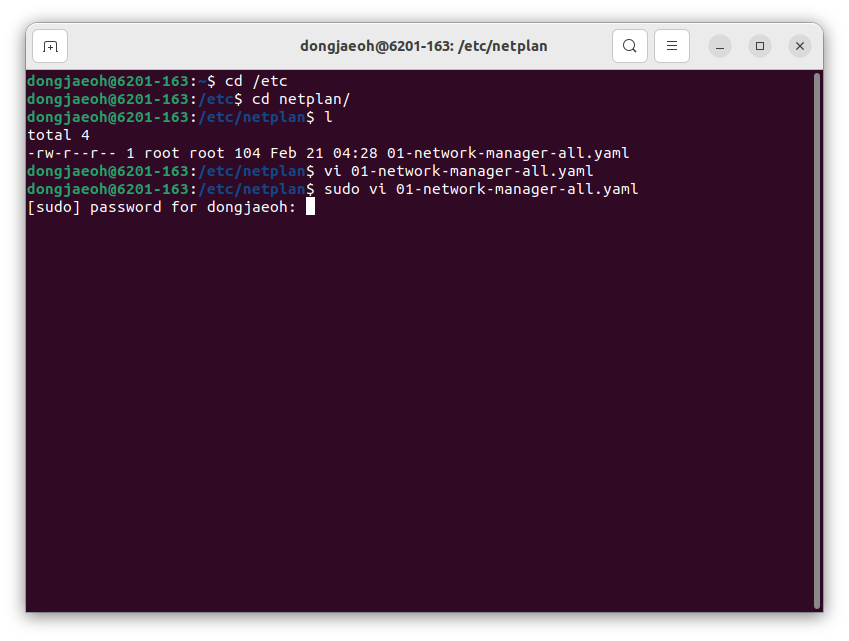 dongjaeoh@6201-163: /etc/netplan
dongjaeoh@6201-163:~$ cd /etc
dongjaeoh@6201-163:/etc$ cd netplan/
dongjaeoh@6201-163:/etc/netplan$ l
total 4
-rw-r--r-- 1 root root 104 Feb 21 04:28 01-network-manager-all.yaml
dongjaeoh@6201-163:/etc/netplan$ vi 01-network-manager-all.yaml
dongjaeoh@6201-163:/etc/netplan$ sudo vi 01-network-manager-all.yaml
[sudo] password for dongjaeoh: